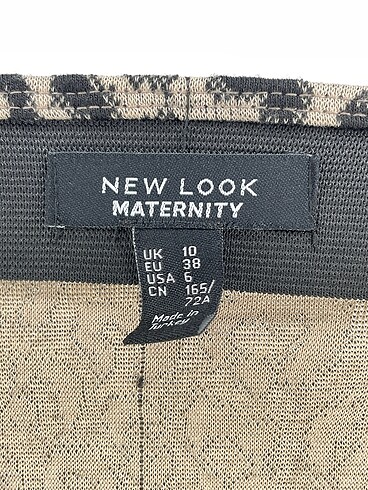 NEW LOOK
MATERNITY
UK 10
EU 38
USA 6
CN 165/
72A
Made in
Turkey